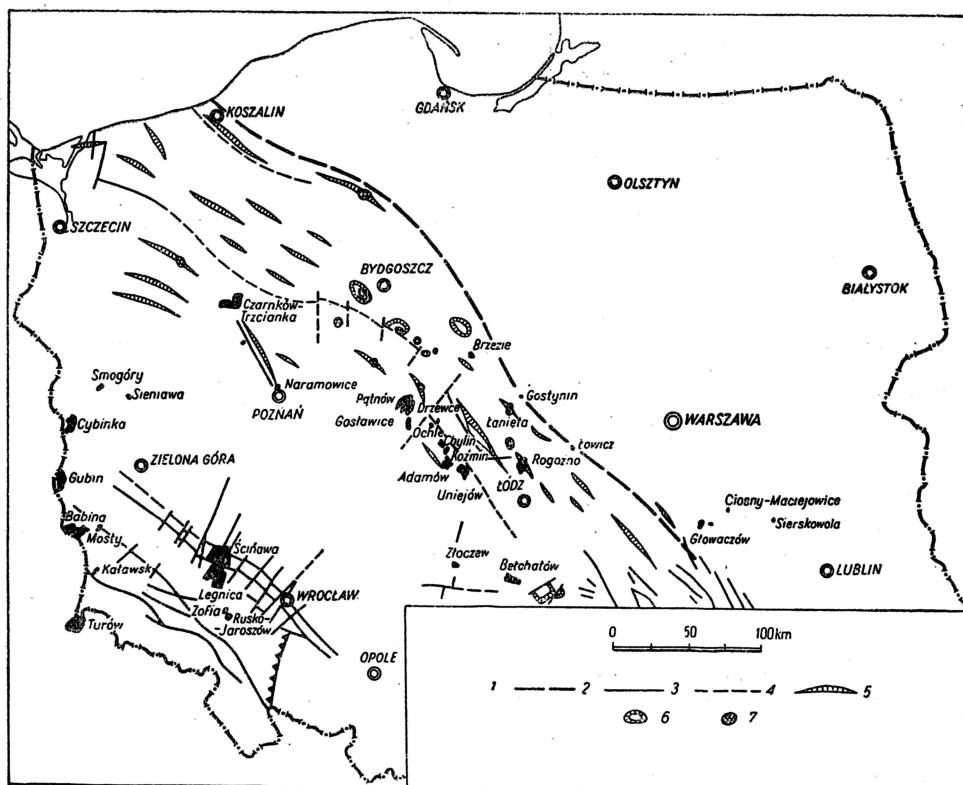 GDAŃSK
KOSZALIN
OLSZTYN
SZCZECIN
BYDGOSZCZ
BIAŁYSTOK
Czarnków-
Trzcianka
Brzezie
Smogóry
Sieniawa
Naramowice
POZNAŃ
Pątnów
Gostynin
Drzewce
Łanięta
WARSZAWA
Cybinka
Gosławice
Ochle
Łowicz
Chylin
Koźmin
Rogoźno
ZIELONA GÓRA
Adamów
Gubin
Uniejów
ŁÓDŹ
Ciosny-Maciejowice
Sierskowola
Głowaczów
Babina
Mosty
Ścinawa
Złoczew
Bełchatów
Kaławsk
LUBLIN
Legnica
WROCŁAW
Zofia
Rusko-
-Jaroszów
Turów
OPOLE
0 50 100km
1 2 3 4 5
6 7